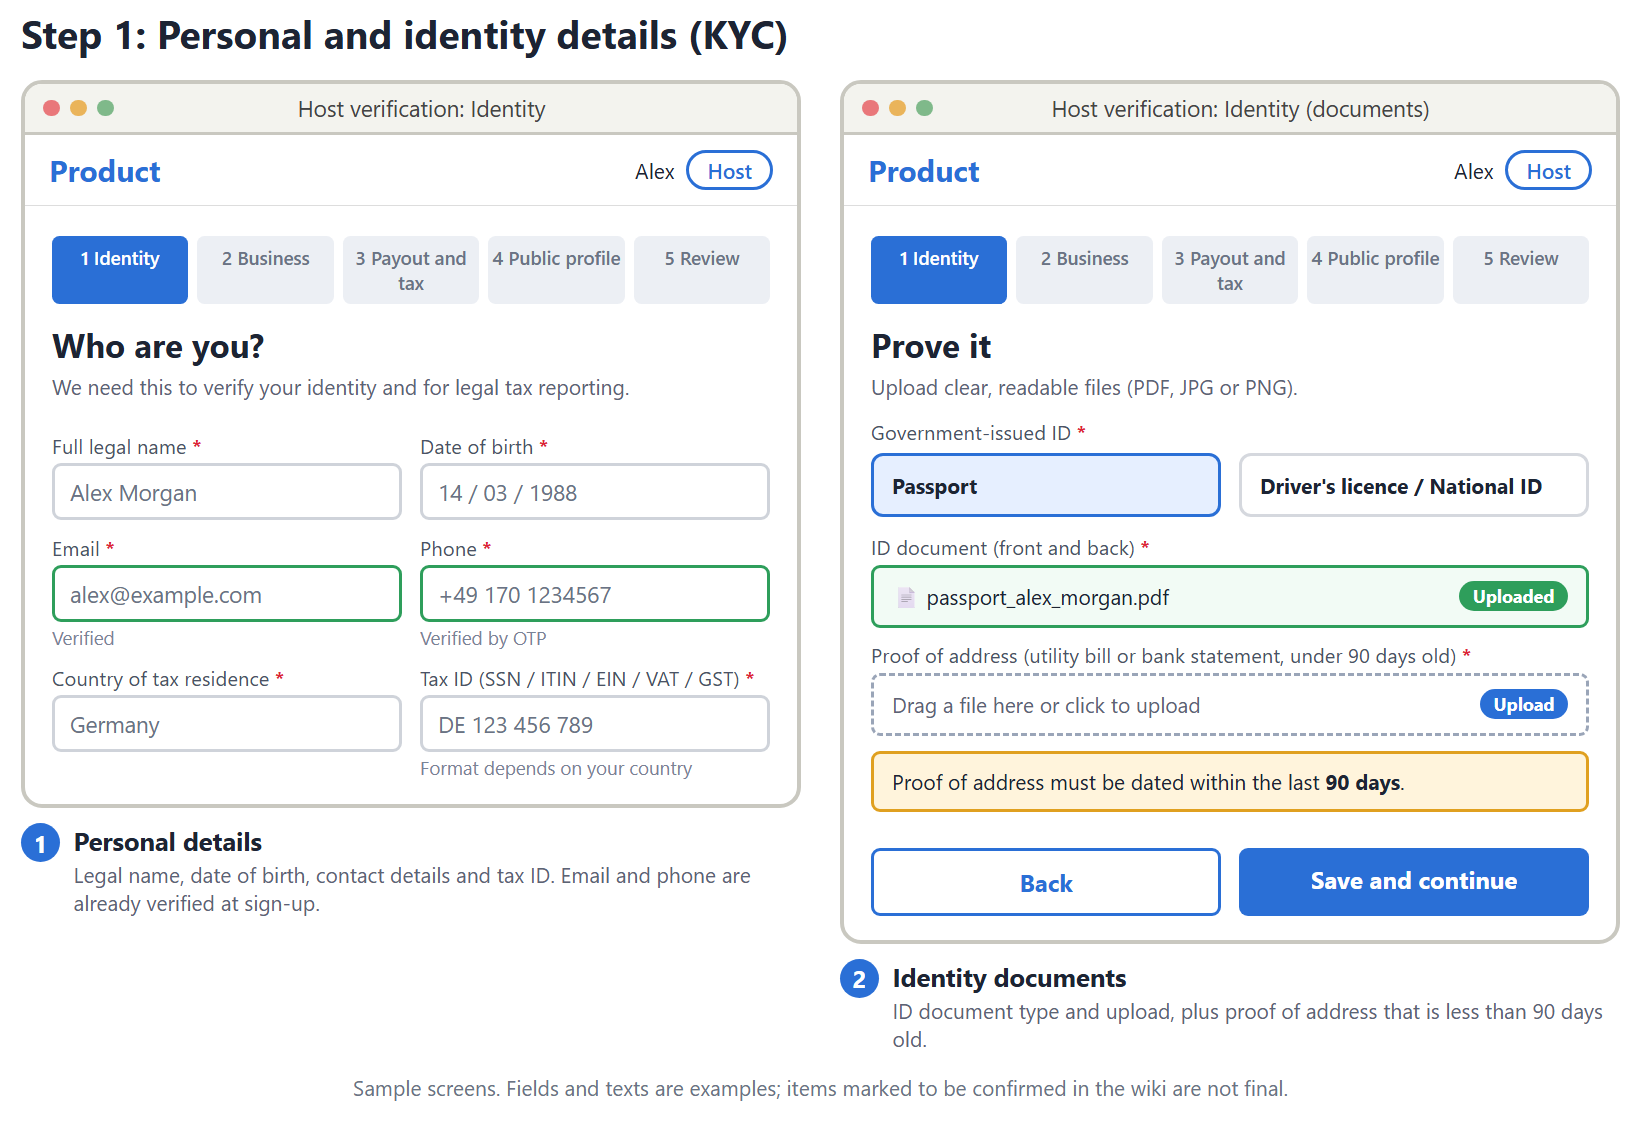 Step 1: Personal and identity details (KYC)
Host verification: Identity
Product
Alex
Host
1 Identity
2 Business
3 Payout and
tax
4 Public profile
5 Review
Who are you?
We need this to verify your identity and for legal tax reporting.
Full legal name *
Date of birth *
Alex Morgan
14 / 03 / 1988
Email *
Phone *
alex@example.com
+49 170 1234567
Verified
Verified by OTP
Country of tax residence *
Tax ID (SSN / ITIN / EIN / VAT / GST) *
Germany
DE 123 456 789
Format depends on your country
1
Personal details
Legal name, date of birth, contact details and tax ID. Email and phone are
already verified at sign-up.
Host verification: Identity (documents)
Product
Alex
Host
1 Identity
2 Business
3 Payout and
tax
4 Public profile
5 Review
Prove it
Upload clear, readable files (PDF, JPG or PNG).
Government-issued ID *
Passport
Driver's licence / National ID
ID document (front and back) *
passport_alex_morgan.pdf
Uploaded
Proof of address (utility bill or bank statement, under 90 days old) *
Drag a file here or click to upload
Upload
Proof of address must be dated within the last 90 days.
Back
Save and continue
2
Identity documents
ID document type and upload, plus proof of address that is less than 90 days
old.
Sample screens. Fields and texts are examples; items marked to be confirmed in the wiki are not final.